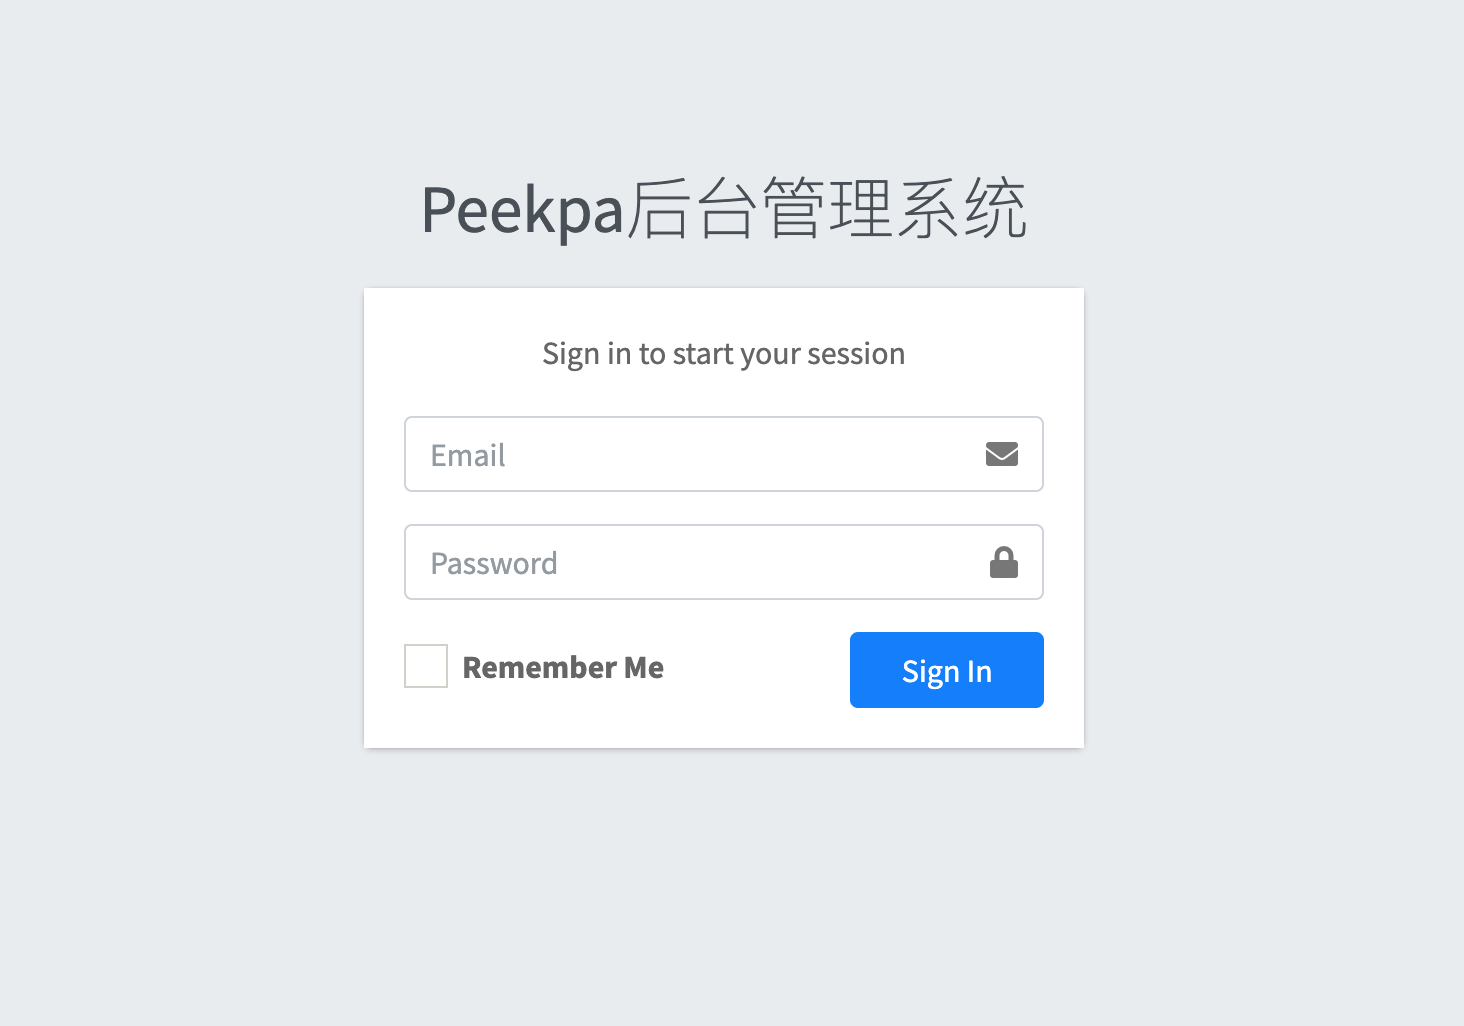 Peekpa后台管理系统
Sign in to start your session
Email
Password
Remember Me
Sign In